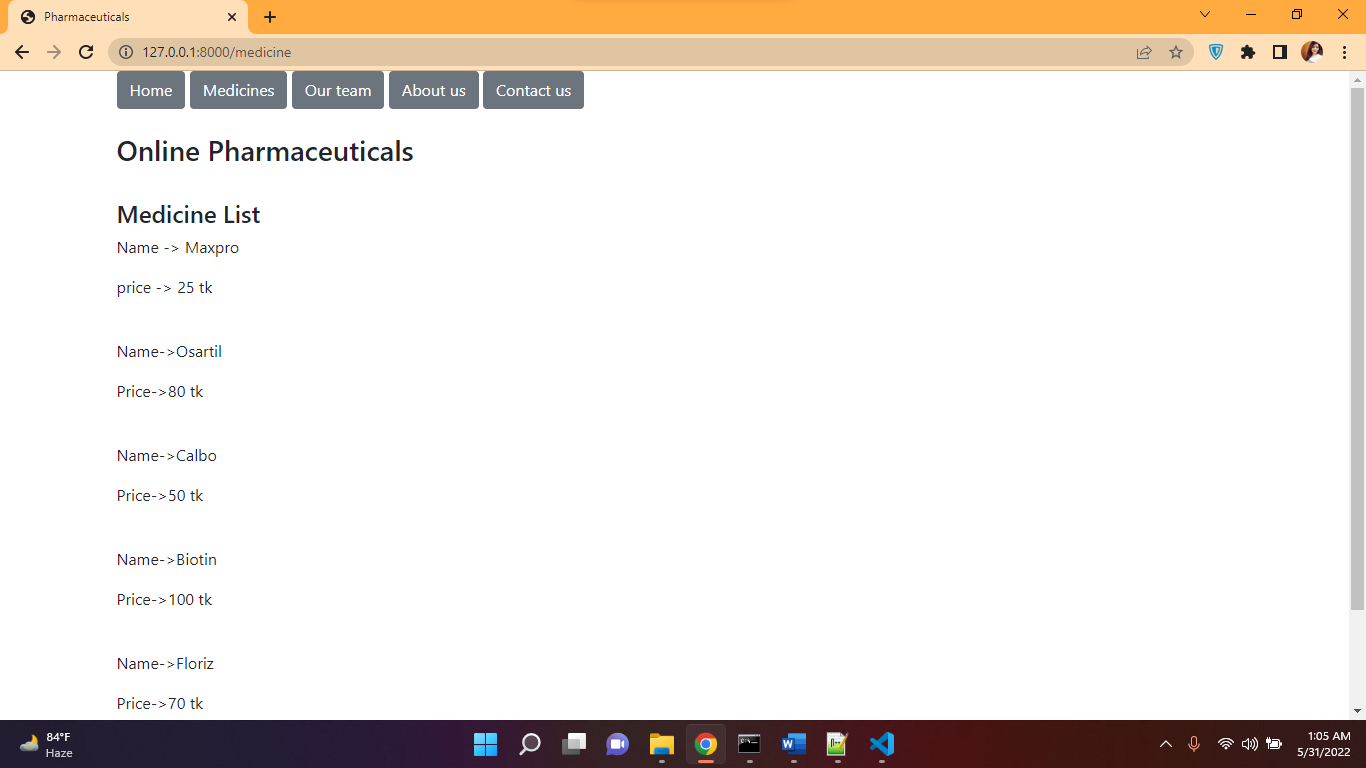 Pharmaceuticals
127.0.0.1:8000/medicine
Home Medicines Our team About us Contact us
Online Pharmaceuticals
Medicine List
Name -> Maxpro
price -> 25 tk
Name->Osartil
Price->80 tk
Name->Calbo
Price->50 tk
Name->Biotin
Price->100 tk
Name->Floriz
Price->70 tk
84°F
Haze
1:05 AM
5/31/2022